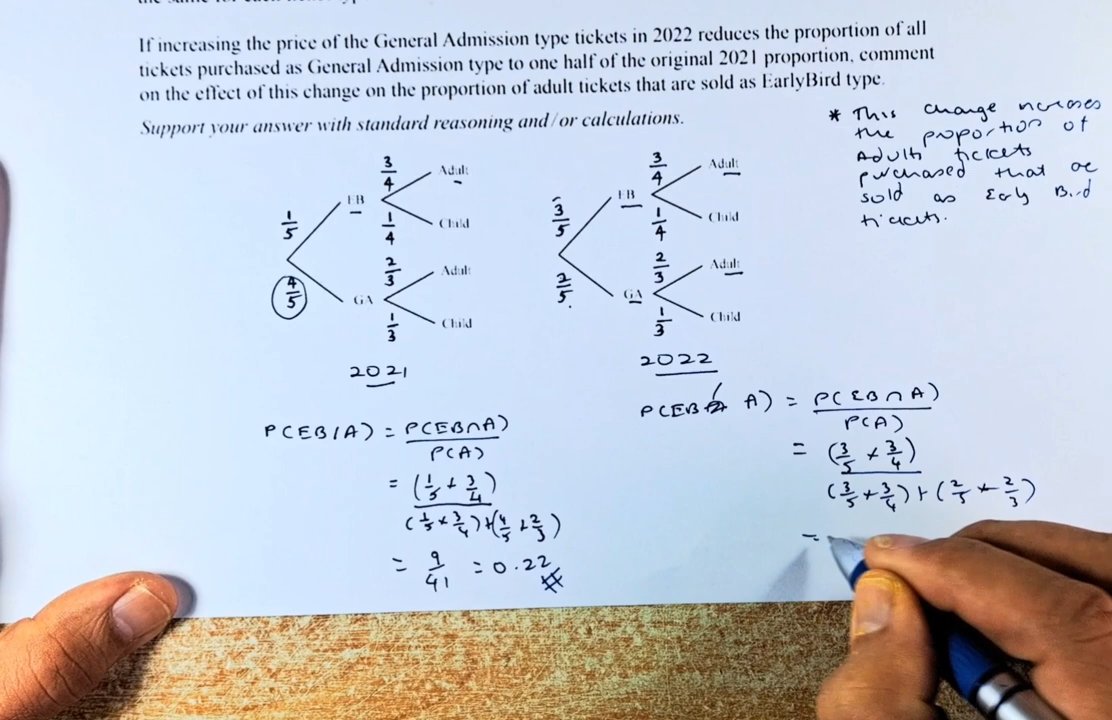 the same for each
If increasing the price of the General Admission type tickets in 2022 reduces the proportion of all
tickets purchased as General Admission type to one half of the original 2021 proportion, comment
on the effect of this change on the proportion of adult tickets that are sold as EarlyBird type.
Support your answer with standard reasoning and/or calculations.
* This change increases
the proportion of
Adults tickets
purchased that are
sold as Early Bird
tickets.
1/5
4/5
EB
GA
3/4
1/4
2/3
1/3
Adult
Child
Adult
Child
2021
3/5
2/5
EB
GA
3/4
1/4
2/3
1/3
Adult
Child
Adult
Child
2022
P(EB/A) = P(EB∩A) / P(A)
= (1/5 × 3/4) / (1/5 × 3/4) + (4/5 × 2/3)
= 9/41 = 0.22
P(EB/ A) = P(EB∩A) / P(A)
= (3/5 × 3/4) / (3/5 × 3/4) + (2/5 × 2/3)
=